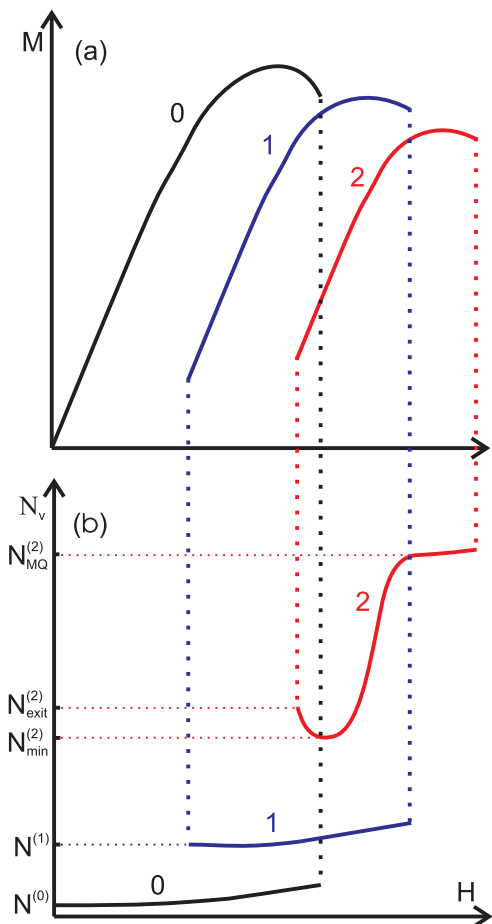 M
(a)
0
1
2
N_v
(b)
N_MQ^(2)
2
N_exit^(2)
N_min^(2)
1
N^(1)
0
H
N^(0)